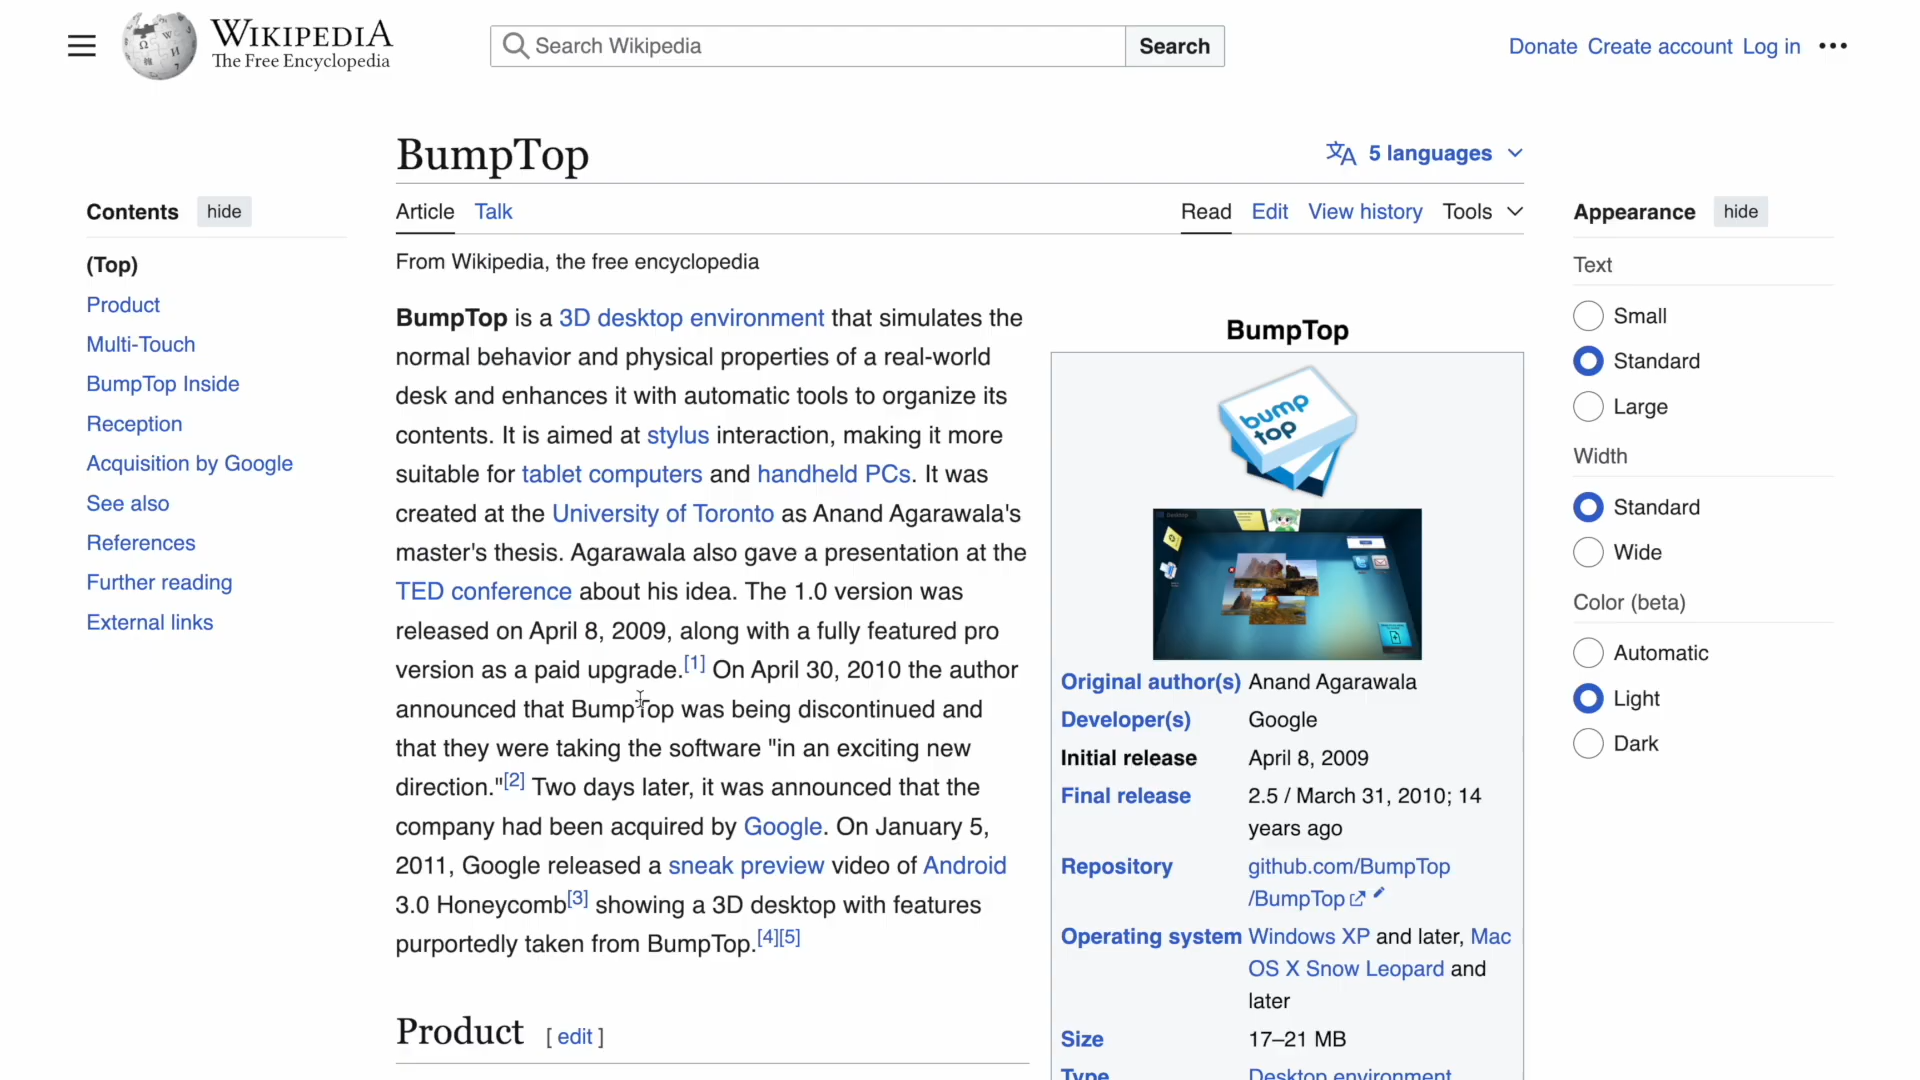 WIKIPEDIA
The Free Encyclopedia
Search Wikipedia
Search
Donate Create account Log in
BumpTop
5 languages
Contents hide
(Top)
Product
Multi-Touch
BumpTop Inside
Reception
Acquisition by Google
See also
References
Further reading
External links
Article Talk
Read Edit View history Tools
From Wikipedia, the free encyclopedia
BumpTop is a 3D desktop environment that simulates the
normal behavior and physical properties of a real-world
desk and enhances it with automatic tools to organize its
contents. It is aimed at stylus interaction, making it more
suitable for tablet computers and handheld PCs. It was
created at the University of Toronto as Anand Agarawala's
master's thesis. Agarawala also gave a presentation at the
TED conference about his idea. The 1.0 version was
released on April 8, 2009, along with a fully featured pro
version as a paid upgrade.[1] On April 30, 2010 the author
announced that BumpTop was being discontinued and
that they were taking the software "in an exciting new
direction."[2] Two days later, it was announced that the
company had been acquired by Google. On January 5,
2011, Google released a sneak preview video of Android
3.0 Honeycomb[3] showing a 3D desktop with features
purportedly taken from BumpTop.[4][5]
Product [ edit ]
BumpTop
bump
top
Original author(s) Anand Agarawala
Developer(s) Google
Initial release April 8, 2009
Final release 2.5 / March 31, 2010; 14
years ago
Repository github.com/BumpTop
/BumpTop
Operating system Windows XP and later, Mac
OS X Snow Leopard and
later
Size 17–21 MB
Type Desktop environment
Appearance hide
Text
Small
Standard
Large
Width
Standard
Wide
Color (beta)
Automatic
Light
Dark